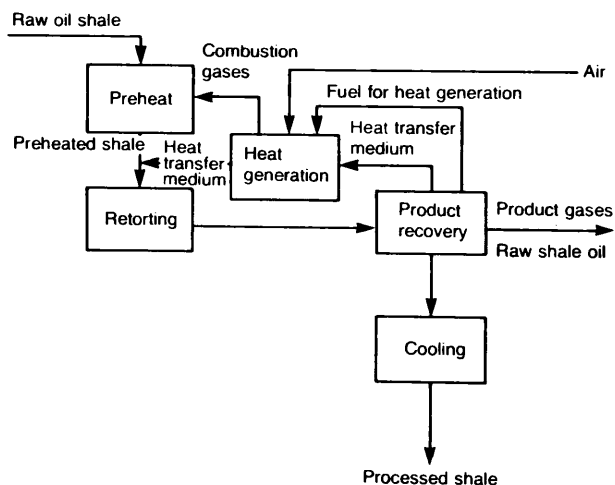 Raw oil shale
Combustion
gases
Air
Preheat
Fuel for heat generation
Heat transfer
medium
Preheated shale
Heat
transfer
medium
Heat
generation
Retorting
Product
recovery
Product gases
Raw shale oil
Cooling
Processed shale